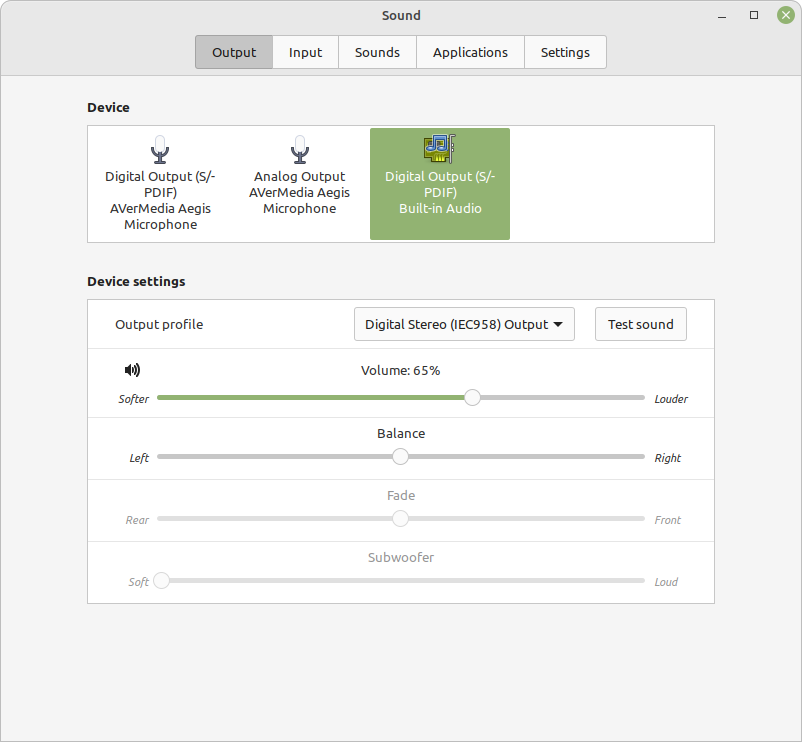 Sound
Output Input Sounds Applications Settings
Device
Digital Output (S/-
PDIF)
AVerMedia Aegis
Microphone
Analog Output
AVerMedia Aegis
Microphone
Digital Output (S/-
PDIF)
Built-in Audio
Device settings
Output profile Digital Stereo (IEC958) Output Test sound
Volume: 65%
Softer Louder
Balance
Left Right
Fade
Rear Front
Subwoofer
Soft Loud